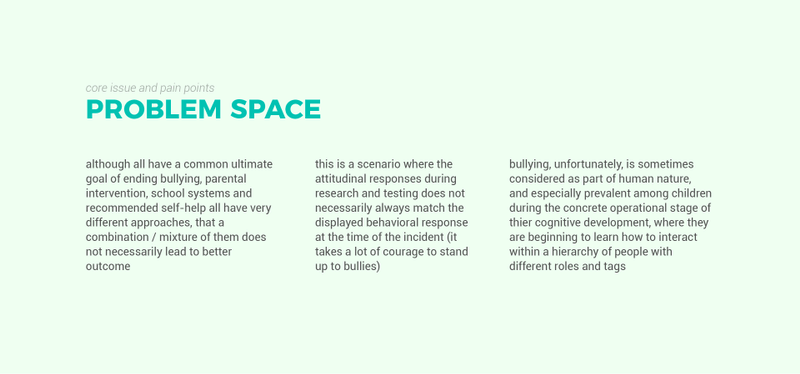 core issue and pain points
PROBLEM SPACE
although all have a common ultimate
goal of ending bullying, parental
intervention, school systems and
recommended self-help all have very
different approaches, that a
combination / mixture of them does
not necessarily lead to better
outcome
this is a scenario where the
attitudinal responses during
research and testing does not
necessarily always match the
displayed behavioral response
at the time of the incident (it
takes a lot of courage to stand
up to bullies)
bullying, unfortunately, is sometimes
considered as part of human nature,
and especially prevalent among children
during the concrete operational stage of
thier cognitive development, where they
are beginning to learn how to interact
within a hierarchy of people with
different roles and tags